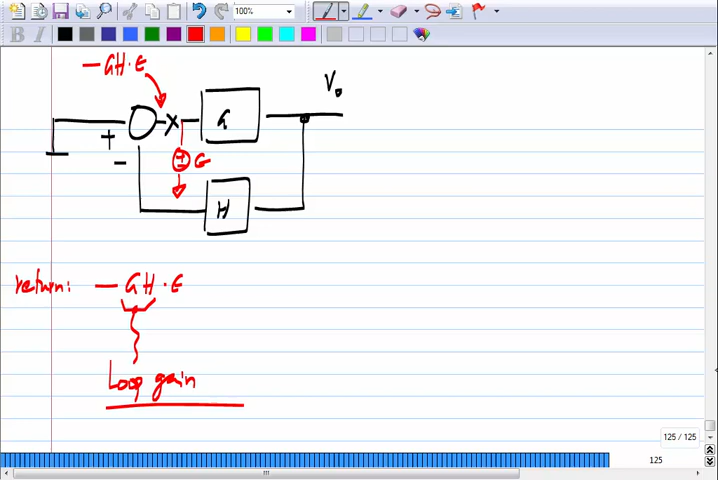 100%
B I
-GH·E
V₀
G
+
-
± E
H
return: -GH·E
Loop gain
125 / 125
125